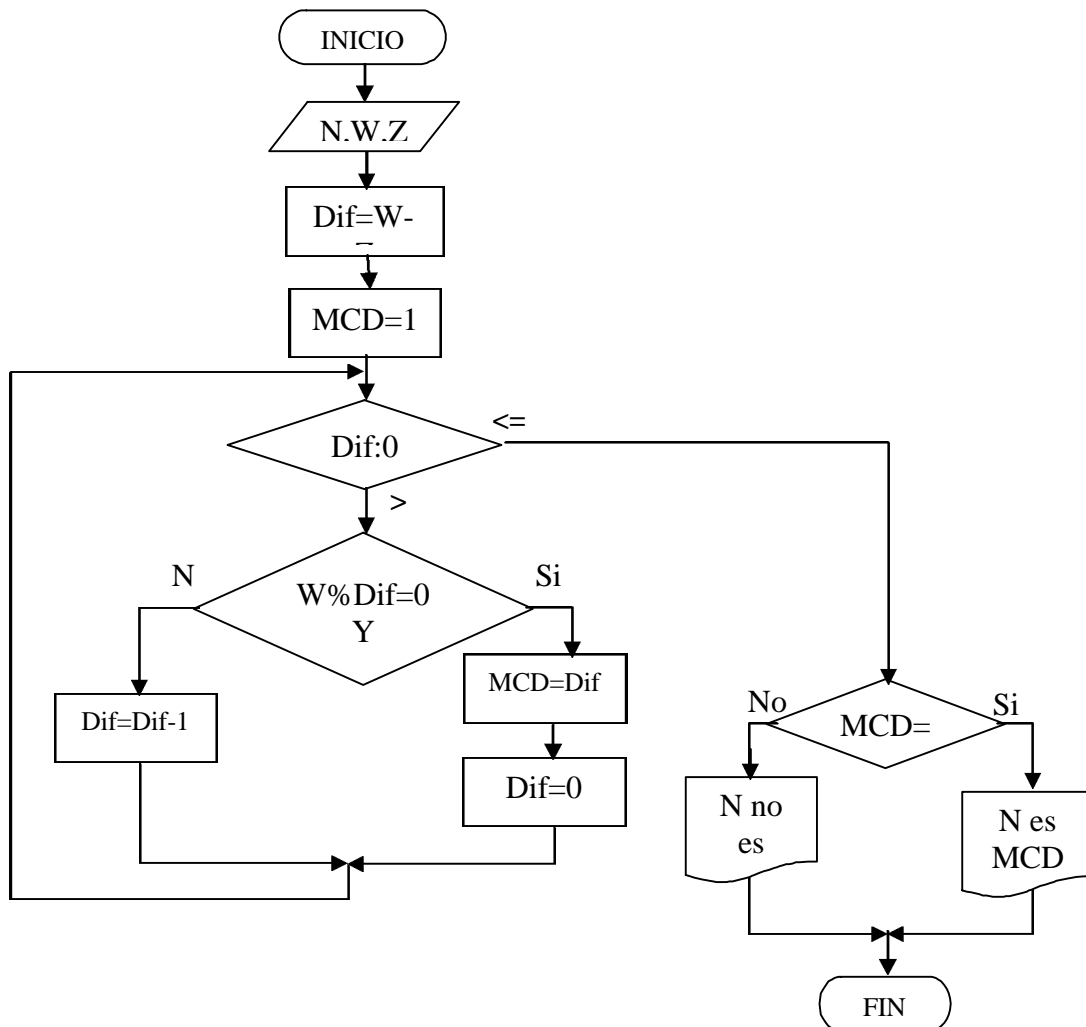 INICIO
N,W,Z
Dif=W-
MCD=1
<=
Dif:0
>
N
Si
W%Dif=0
Y
MCD=Dif
Dif=Dif-1
No
Si
MCD=
Dif=0
N no
es
N es
MCD
FIN